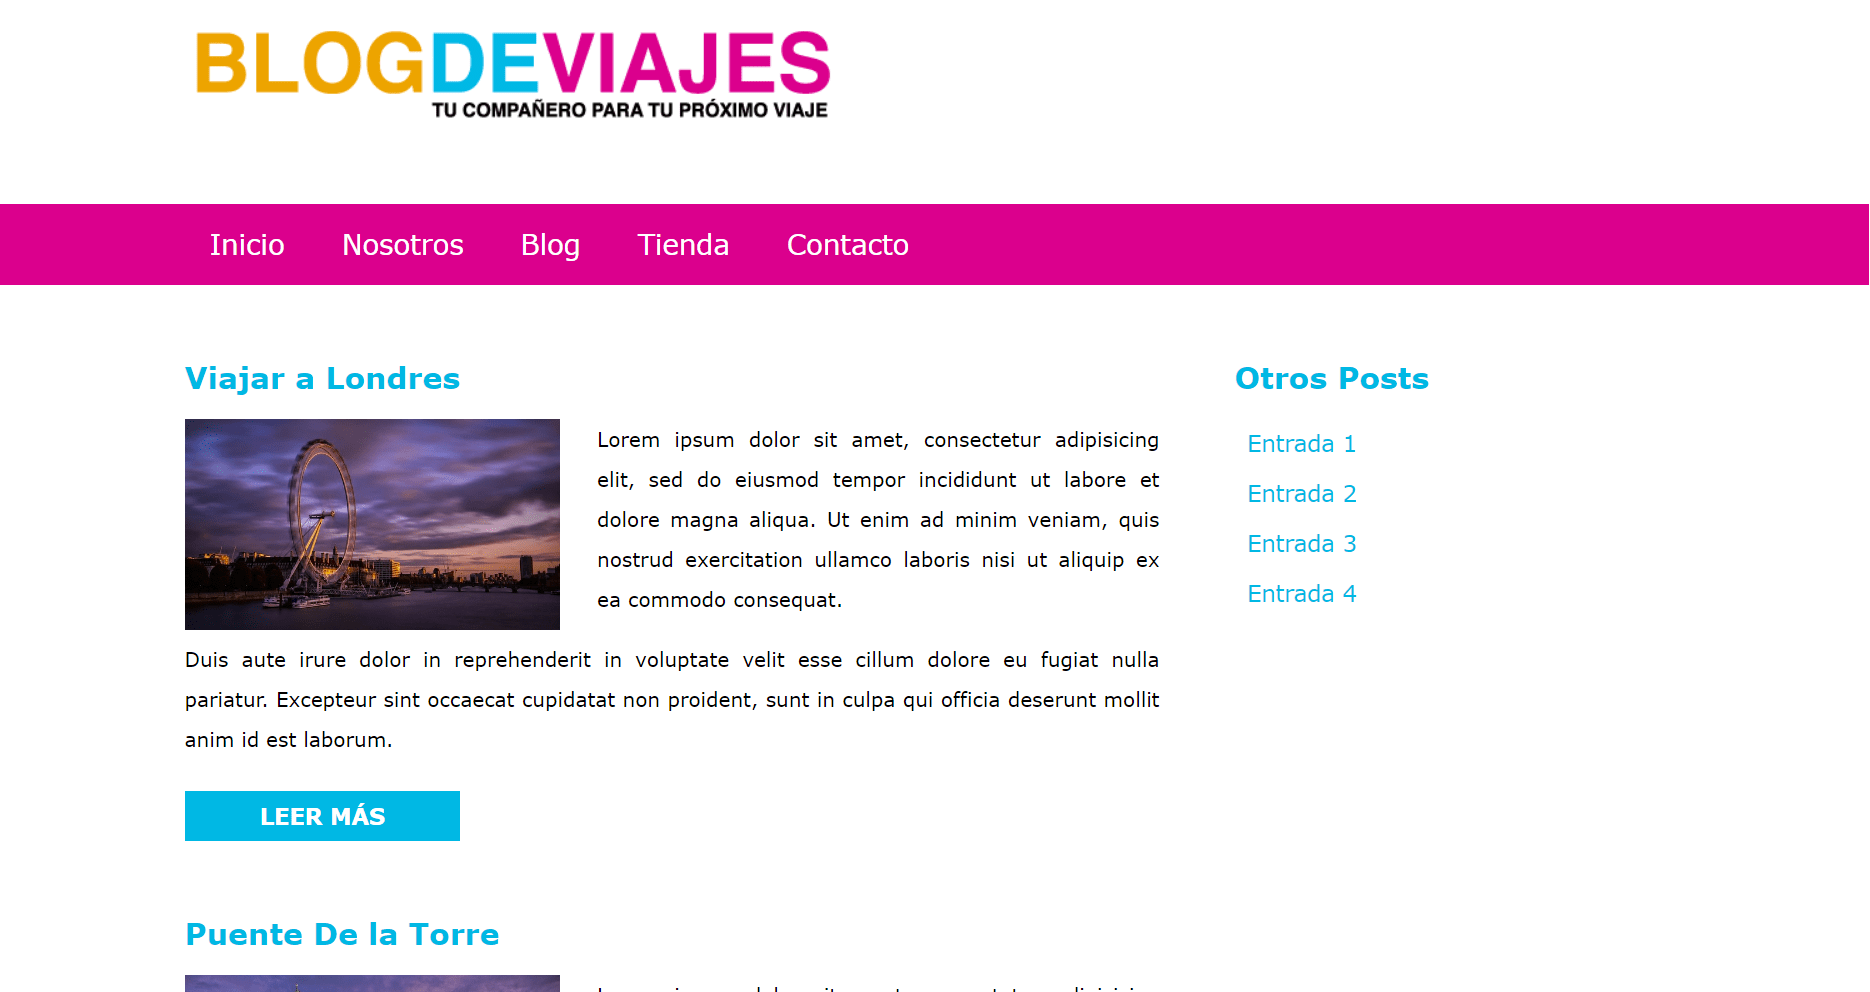 BLOGDEVIAJES
TU COMPAÑERO PARA TU PRÓXIMO VIAJE
Inicio Nosotros Blog Tienda Contacto
Viajar a Londres
Lorem ipsum dolor sit amet, consectetur adipisicing
elit, sed do eiusmod tempor incididunt ut labore et
dolore magna aliqua. Ut enim ad minim veniam, quis
nostrud exercitation ullamco laboris nisi ut aliquip ex
ea commodo consequat.
Duis aute irure dolor in reprehenderit in voluptate velit esse cillum dolore eu fugiat nulla
pariatur. Excepteur sint occaecat cupidatat non proident, sunt in culpa qui officia deserunt mollit
anim id est laborum.
LEER MÁS
Puente De la Torre
Otros Posts
Entrada 1
Entrada 2
Entrada 3
Entrada 4